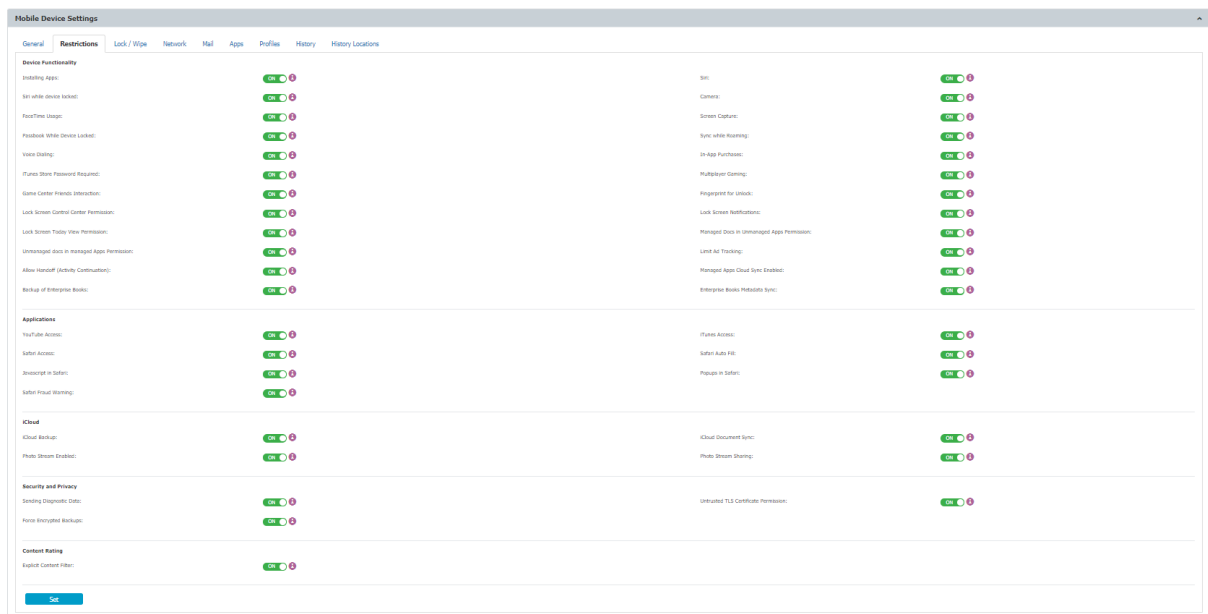 Mobile Device Settings
General Restrictions Lock / Wipe Network Mail Apps Profiles History History Locations
Device Functionality
Installing Apps: ON Siri: ON
Siri while device locked: ON Camera: ON
FaceTime Usage: ON Screen Capture: ON
Passbook While Device Locked: ON Sync while Roaming: ON
Voice Dialing: ON In-App Purchases: ON
iTunes Store Password Required: ON Multiplayer Gaming: ON
Game Center Friends Interaction: ON Fingerprint for Unlock: ON
Lock Screen Control Center Permission: ON Lock Screen Notifications: ON
Lock Screen Today View Permission: ON Managed Docs in Unmanaged Apps Permission: ON
Unmanaged docs in managed Apps Permission: ON Limit Ad Tracking: ON
Allow Handoff (Activity Continuation): ON Managed Apps Cloud Sync Enabled: ON
Backup of Enterprise Books: ON Enterprise Books Metadata Sync: ON
Applications
YouTube Access: ON iTunes Access: ON
Safari Access: ON Safari Auto Fill: ON
Javascript in Safari: ON Popups in Safari: ON
Safari Fraud Warning: ON
iCloud
iCloud Backup: ON iCloud Document Sync: ON
Photo Stream Enabled: ON Photo Stream Sharing: ON
Security and Privacy
Sending Diagnostic Data: ON Untrusted TLS Certificate Permission: ON
Force Encrypted Backups: ON
Content Rating
Explicit Content Filter: ON
Set